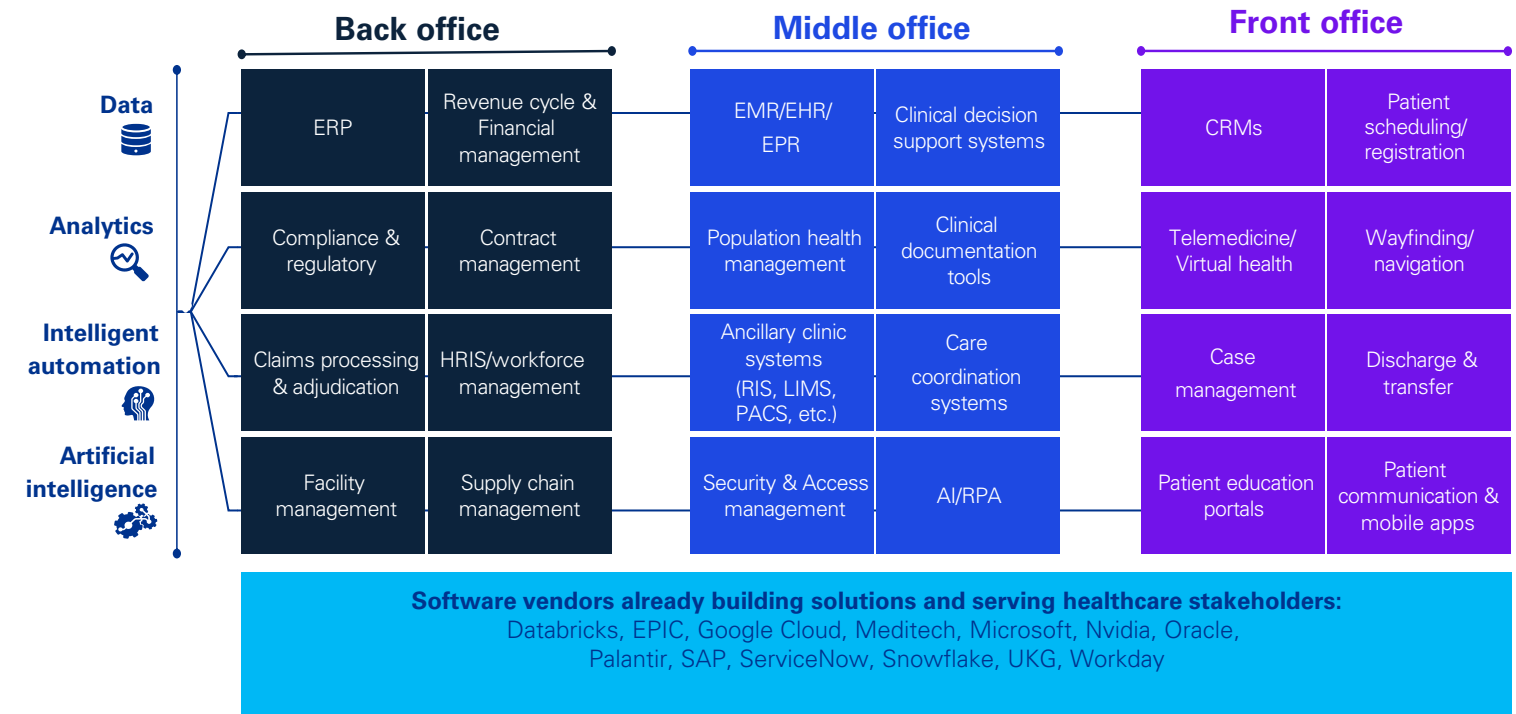 Back office
Middle office
Front office
Data
ERP
Revenue cycle &
Financial
management
EMR/EHR/
EPR
Clinical decision
support systems
CRMs
Patient
scheduling/
registration
Analytics
Compliance &
regulatory
Contract
management
Population health
management
Clinical
documentation
tools
Telemedicine/
Virtual health
Wayfinding/
navigation
Intelligent
automation
Claims processing
& adjudication
HRIS/workforce
management
Ancillary clinic
systems
(RIS, LIMS,
PACS, etc.)
Care
coordination
systems
Case
management
Discharge &
transfer
Artificial
intelligence
Facility
management
Supply chain
management
Security & Access
management
AI/RPA
Patient education
portals
Patient
communication &
mobile apps
Software vendors already building solutions and serving healthcare stakeholders:
Databricks, EPIC, Google Cloud, Meditech, Microsoft, Nvidia, Oracle,
Palantir, SAP, ServiceNow, Snowflake, UKG, Workday